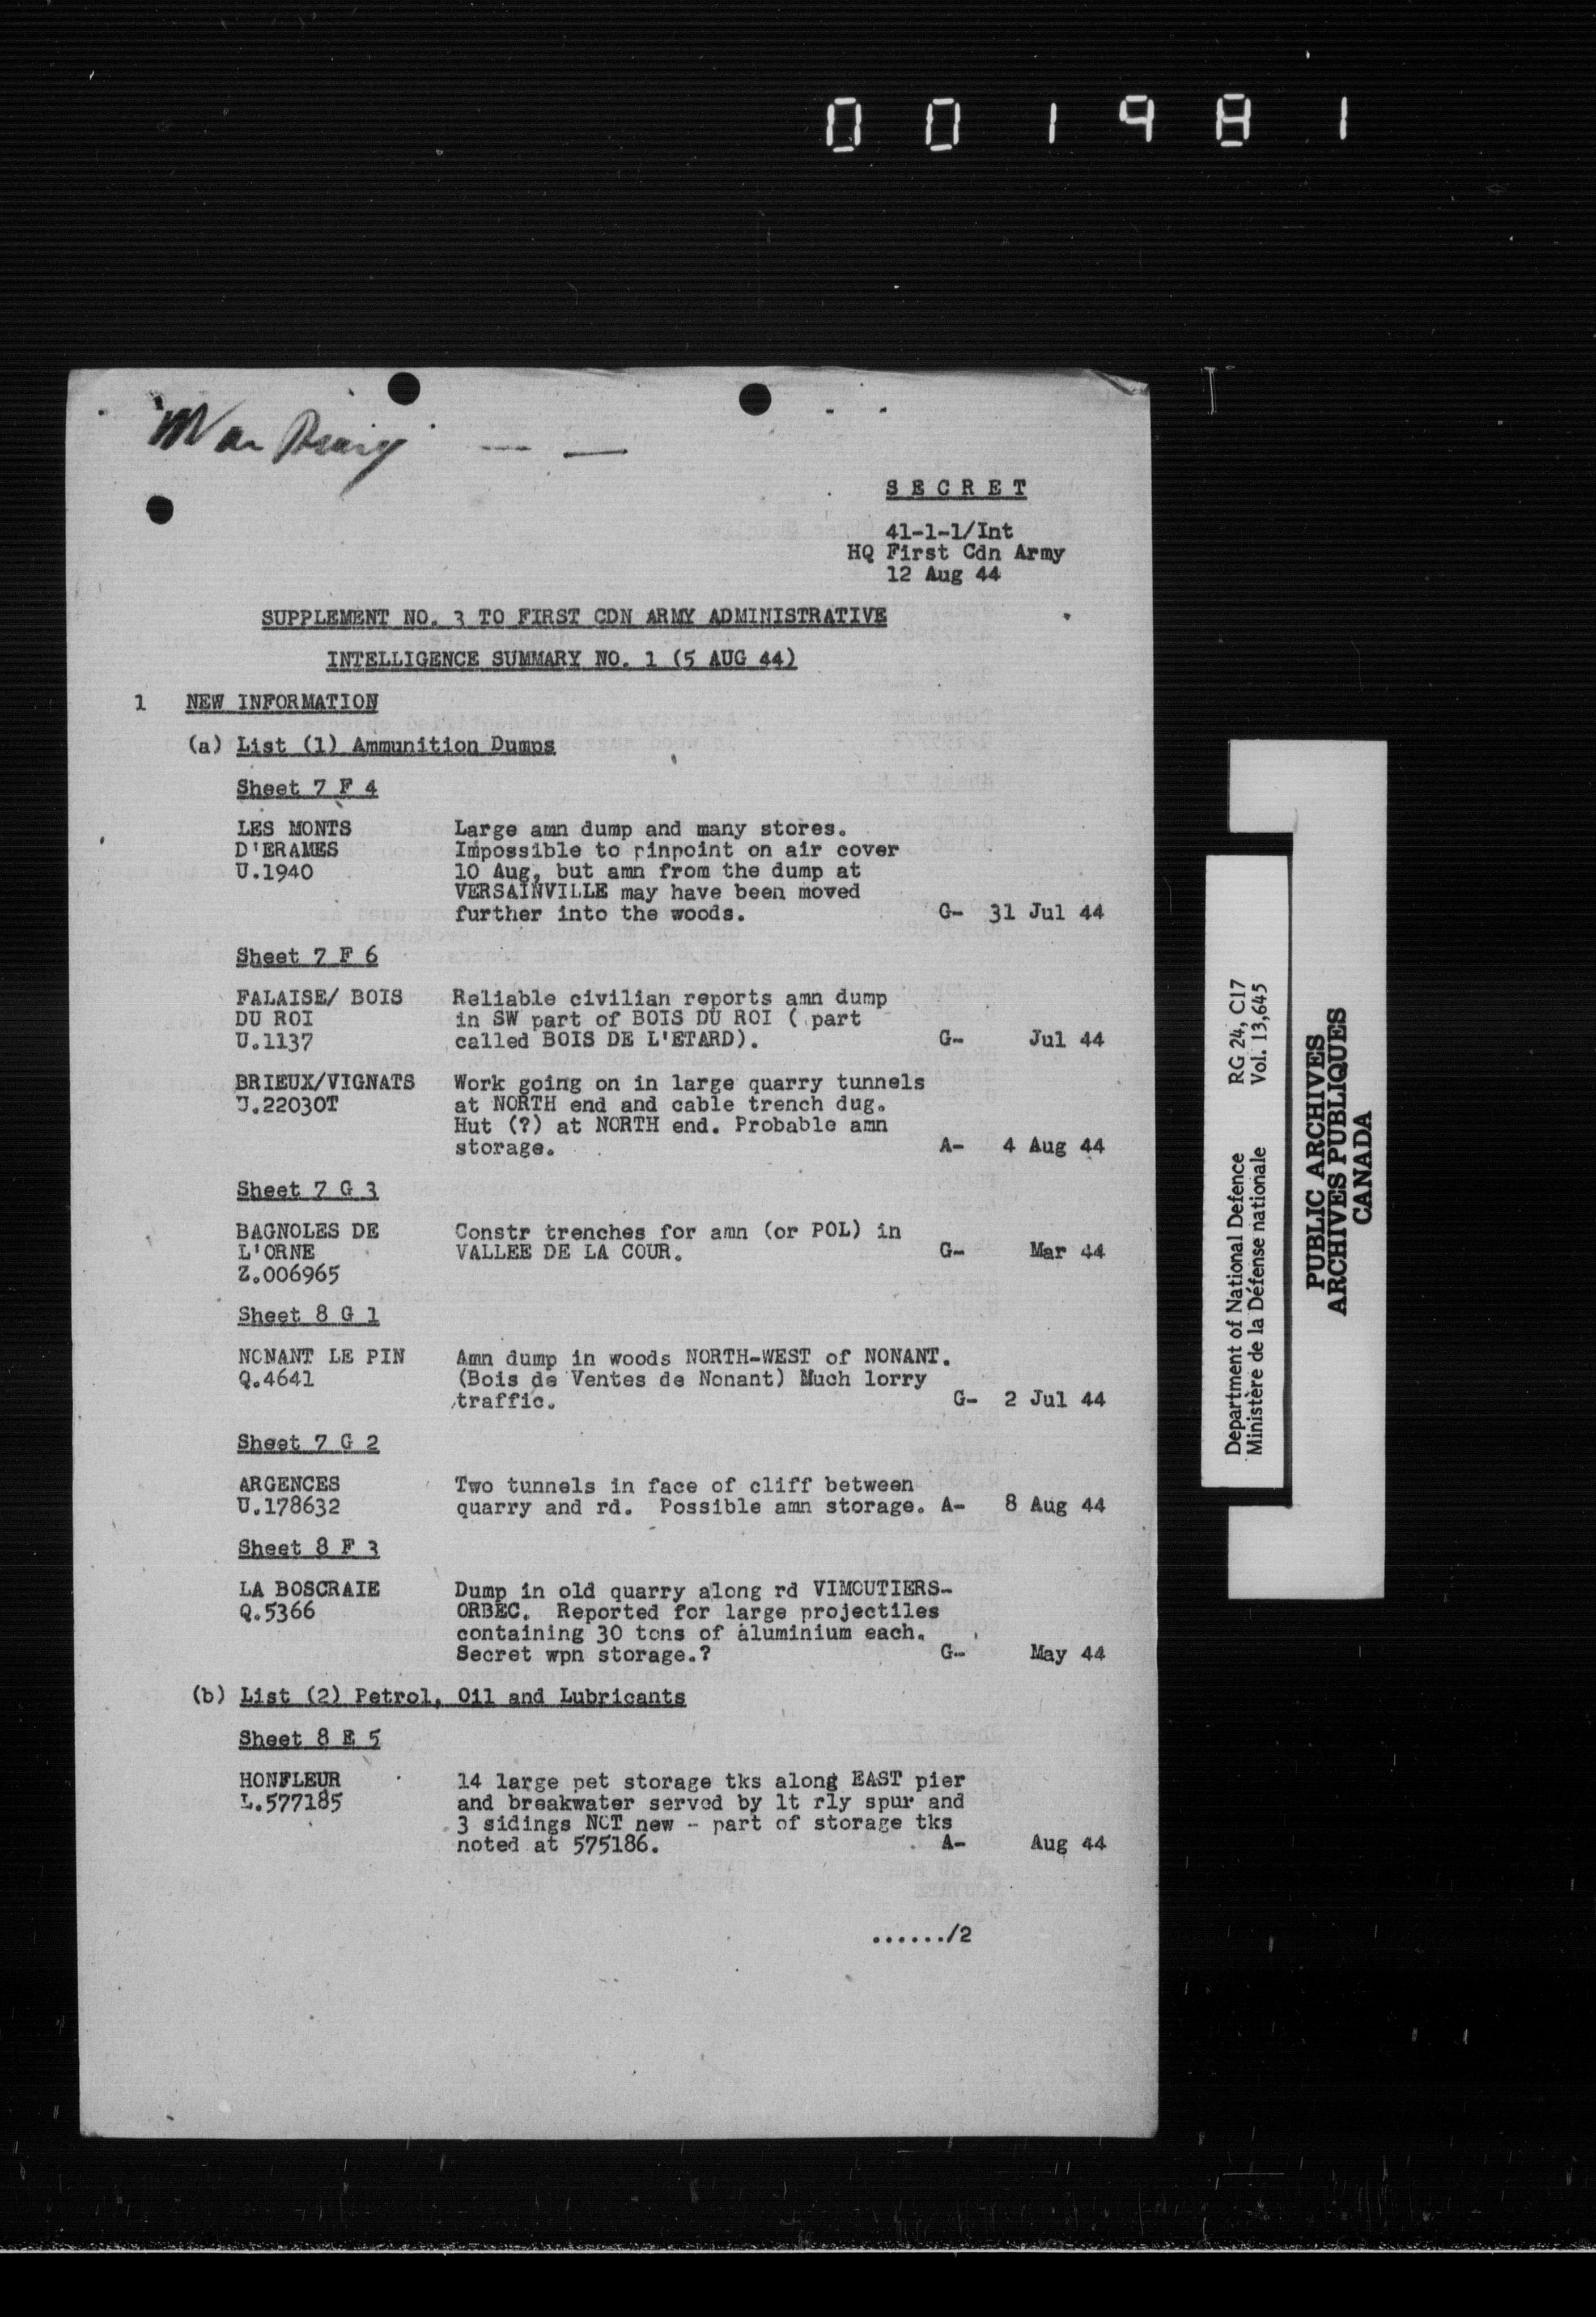 001981
War Diary
SECRET
41-1-1/Int
HQ First Cdn Army
12 Aug 44
SUPPLEMENT NO. 3 TO FIRST CDN ARMY ADMINISTRATIVE
INTELLIGENCE SUMMARY NO. 1 (5 AUG 44)
1 NEW INFORMATION
(a) List (1) Ammunition Dumps
Sheet 7 F 4
LES MONTS Large amn dump and many stores.
D'ERAMES Impossible to pinpoint on air cover
U.1940 10 Aug, but amn from the dump at
VERSAINVILLE may have been moved
further into the woods. G- 31 Jul 44
Sheet 7 F 6
FALAISE/ BOIS Reliable civilian reports amn dump
DU ROI in SW part of BOIS DU ROI ( part
U.1137 called BOIS DE L'ETARD). G- Jul 44
BRIEUX/VIGNATS Work going on in large quarry tunnels
U.22030T at NORTH end and cable trench dug.
Hut (?) at NORTH end. Probable amn
storage. A- 4 Aug 44
Sheet 7 G 3
BAGNOLES DE Constr trenches for amn (or POL) in
L'ORNE VALLEE DE LA COUR. G- Mar 44
Z.006965
Sheet 8 G 1
NONANT LE PIN Amn dump in woods NORTH-WEST of NONANT.
Q.4641 (Bois de Ventes de Nonant) Much lorry
traffic. G- 2 Jul 44
Sheet 7 G 2
ARGENCES Two tunnels in face of cliff between
U.178632 quarry and rd. Possible amn storage. A- 8 Aug 44
Sheet 8 F 3
LA BOSCRAIE Dump in old quarry along rd VIMOUTIERS-
Q.5366 ORBEC. Reported for large projectiles
containing 30 tons of aluminium each.
Secret wpn storage.? G- May 44
(b) List (2) Petrol, Oil and Lubricants
Sheet 8 E 5
HONFLEUR 14 large pet storage tks along EAST pier
L.577185 and breakwater served by lt rly spur and
3 sidings NOT new - part of storage tks
noted at 575186. A- Aug 44
....../2
Department of National Defence RG 24, C17
Ministère de la Défense nationale Vol. 13,645
PUBLIC ARCHIVES
ARCHIVES PUBLIQUES
CANADA